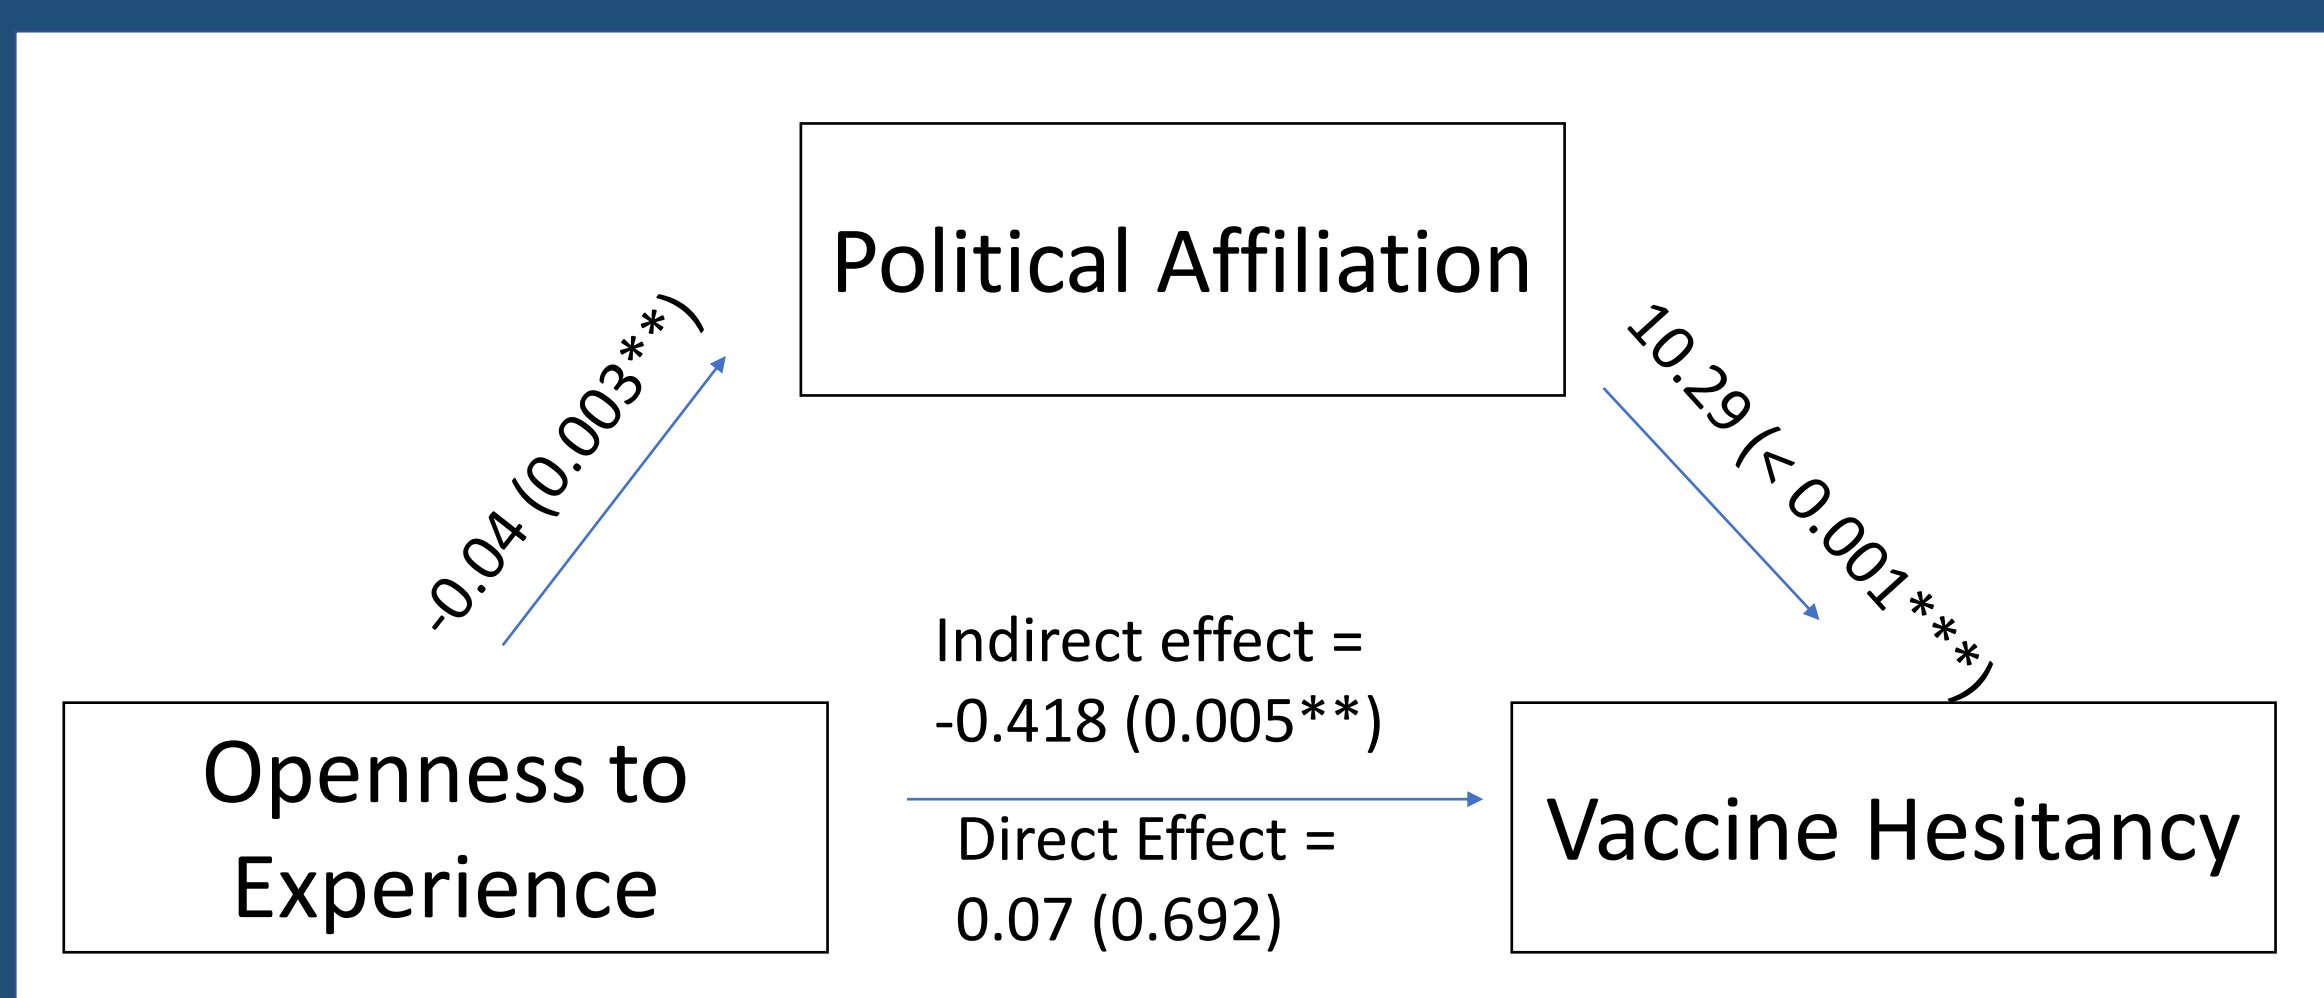 Political Affiliation
-0.04 (0.003**)
10.29 (< 0.001***)
Indirect effect =
-0.418 (0.005**)
Openness to
Experience
Direct Effect =
0.07 (0.692)
Vaccine Hesitancy